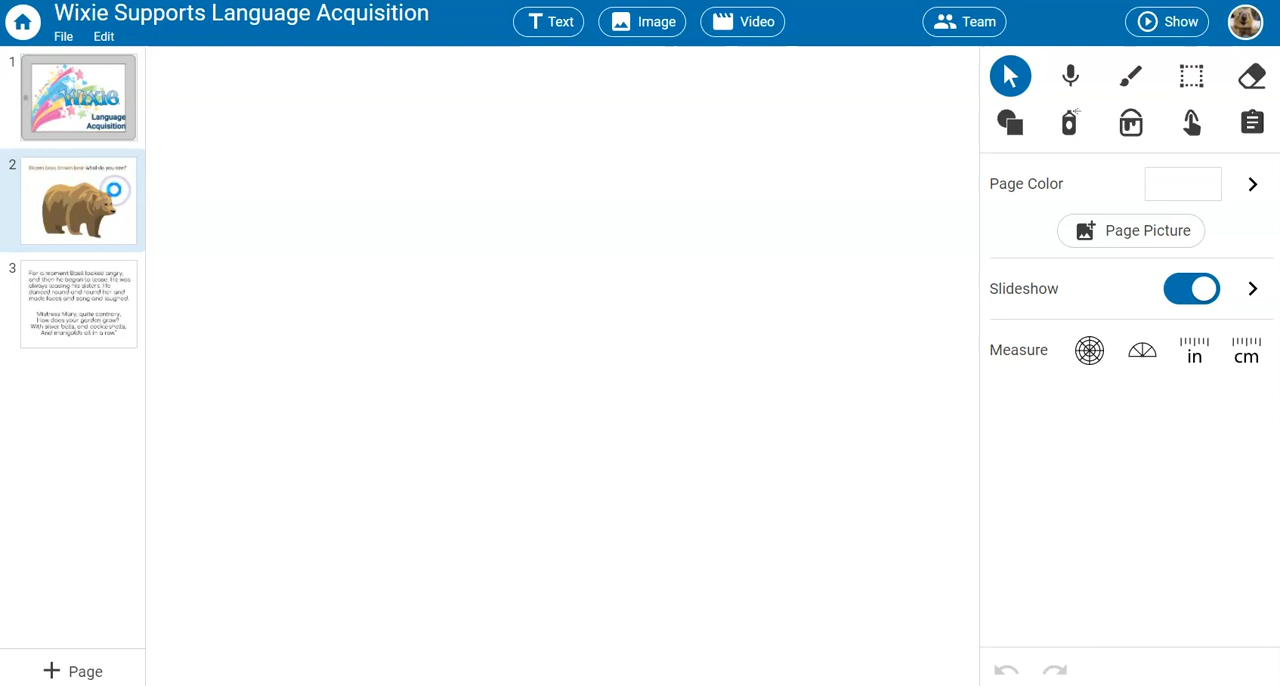 Wixie Supports Language Acquisition
File Edit
Text
Image
Video
Team
Show
1
Wixie
Language
Acquisition
2
Brown bear, brown bear what do you see?
3
For a moment Basil looked angry,
and then he began to tease. He was
always teasing his sisters. He
danced round and round her and
made faces and sang and laughed.
"Mistress Mary, quite contrary,
How does your garden grow?
With silver bells, and cockleshells,
And marigolds all in a row."
Page
Page Color
Page Picture
Slideshow
Measure
in
cm